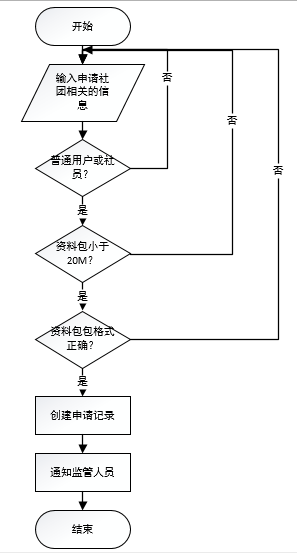 开始
输入申请社
团相关的信
息
否
普通用户或社
员？
否
否
是
资料包小于
20M？
是
资料包包格式
正确？
是
创建申请记录
通知监管人员
结束